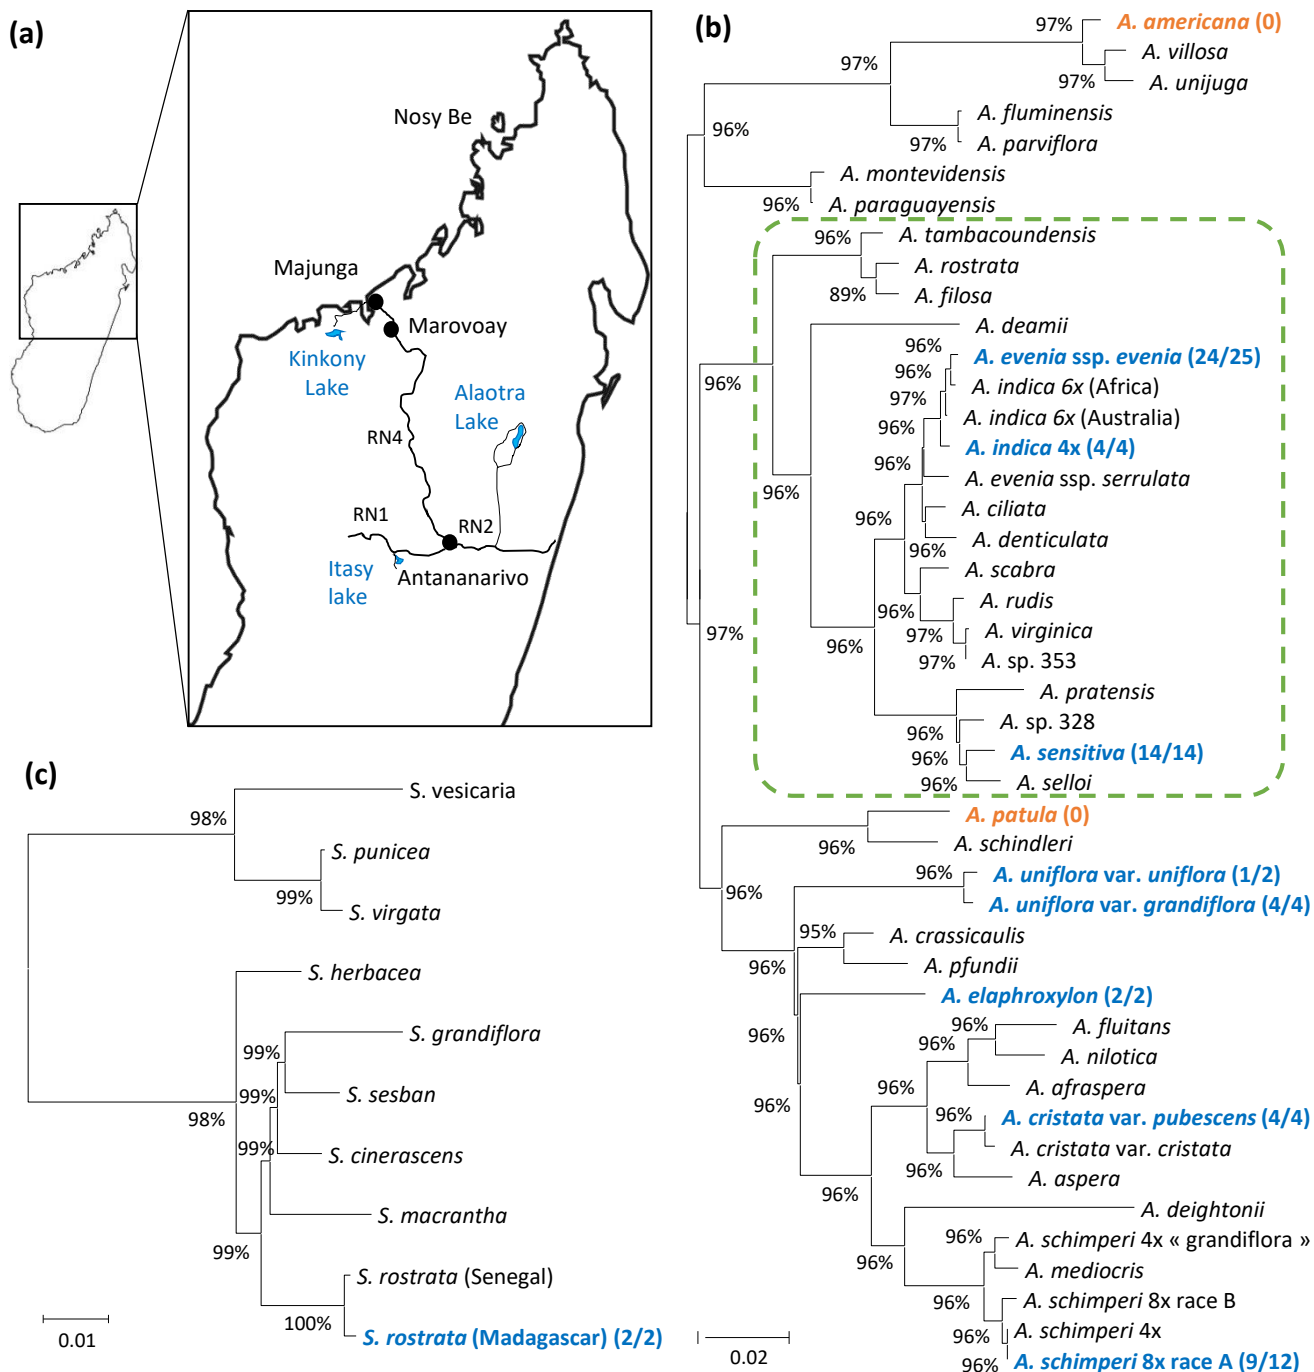 (a)
Nosy Be
Majunga
Marovoay
Kinkony
Lake
Alaotra
Lake
RN4
RN1
RN2
Itasy
lake
Antananarivo
(b)
97%
A. americana (0)
A. villosa
97%
A. unijuga
97%
A. fluminensis
97%
A. parviflora
96%
A. montevidensis
96%
A. paraguayensis
96%
A. tambacoundensis
A. rostrata
89%
A. filosa
A. deamii
96%
A. evenia ssp. evenia (24/25)
96%
A. indica 6x (Africa)
97%
A. indica 6x (Australia)
96%
A. indica 4x (4/4)
96%
A. evenia ssp. serrulata
A. ciliata
96%
A. denticulata
96%
A. scabra
96%
A. rudis
96%
A. virginica
97%
A. sp. 353
97%
96%
A. pratensis
A. sp. 328
96%
A. sensitiva (14/14)
96%
A. selloi
96%
96%
97%
A. patula (0)
96%
A. schindleri
96%
A. uniflora var. uniflora (1/2)
96%
A. uniflora var. grandiflora (4/4)
95%
A. crassicaulis
96%
A. pfundii
A. elaphroxylon (2/2)
96%
96%
A. fluitans
96%
A. nilotica
96%
A. afraspera
96%
A. cristata var. pubescens (4/4)
A. cristata var. cristata
96%
A. aspera
96%
96%
A. deightonii
96%
96%
A. schimperi 4x « grandiflora »
A. mediocris
96%
A. schimperi 8x race B
96%
A. schimperi 4x
96%
A. schimperi 8x race A (9/12)
0.02
(c)
S. vesicaria
98%
S. punicea
99%
S. virgata
S. herbacea
98%
S. grandiflora
99%
S. sesban
99%
S. cinerascens
99%
S. macrantha
99%
S. rostrata (Senegal)
100%
S. rostrata (Madagascar) (2/2)
0.01